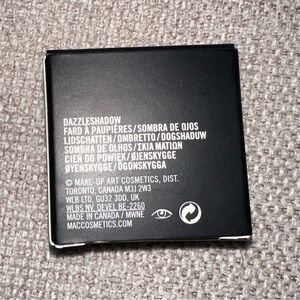 DAZZLESHADOW
FARD À PAUPIÈRES/SOMBRA DE OJOS
LIDSCHATTEN/OMBRETTO/OOGSHADUW
SOMBRA DE OLHOS/ΣΚΙΑ ΜΑΤΙΩΝ
CIEŃ DO POWIEK/ØJENSKYGGE
ØYENSKYGGE/ÖGONSKUGGA
© MAKE-UP ART COSMETICS, DIST.
TORONTO, CANADA M3J 2W3
WLB LTD, GU32 3DD, UK
WLBS NV. OEVEL BE-2260
MADE IN CANADA / MWNE
MACCOSMETICS.COM